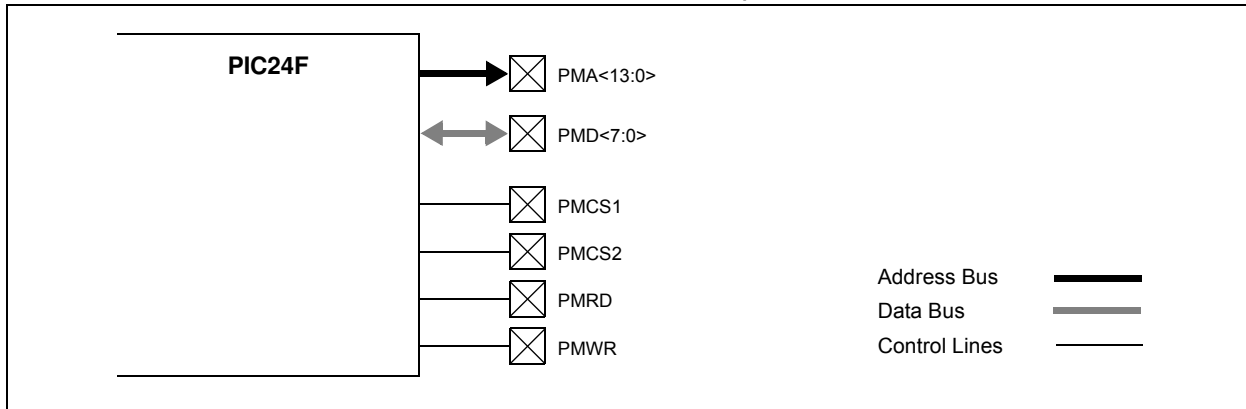 PIC24F
PMA<13:0>
PMD<7:0>
PMCS1
PMCS2
PMRD
PMWR
Address Bus
Data Bus
Control Lines